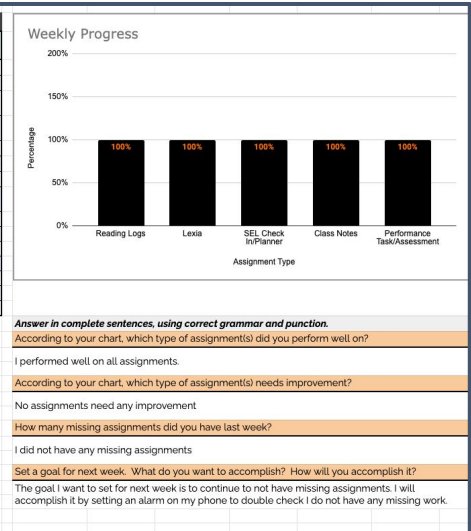 Weekly Progress
200%
150%
100%
50%
0%
Percentage
100%
100%
100%
100%
100%
Reading Logs
Lexia
SEL Check
In/Planner
Class Notes
Performance
Task/Assessment
Assignment Type
Answer in complete sentences, using correct grammar and punction.
According to your chart, which type of assignment(s) did you perform well on?
I performed well on all assignments.
According to your chart, which type of assignment(s) needs improvement?
No assignments need any improvement
How many missing assignments did you have last week?
I did not have any missing assignments
Set a goal for next week. What do you want to accomplish? How will you accomplish it?
The goal I want to set for next week is to continue to not have missing assignments. I will
accomplish it by setting an alarm on my phone to double check I do not have any missing work.